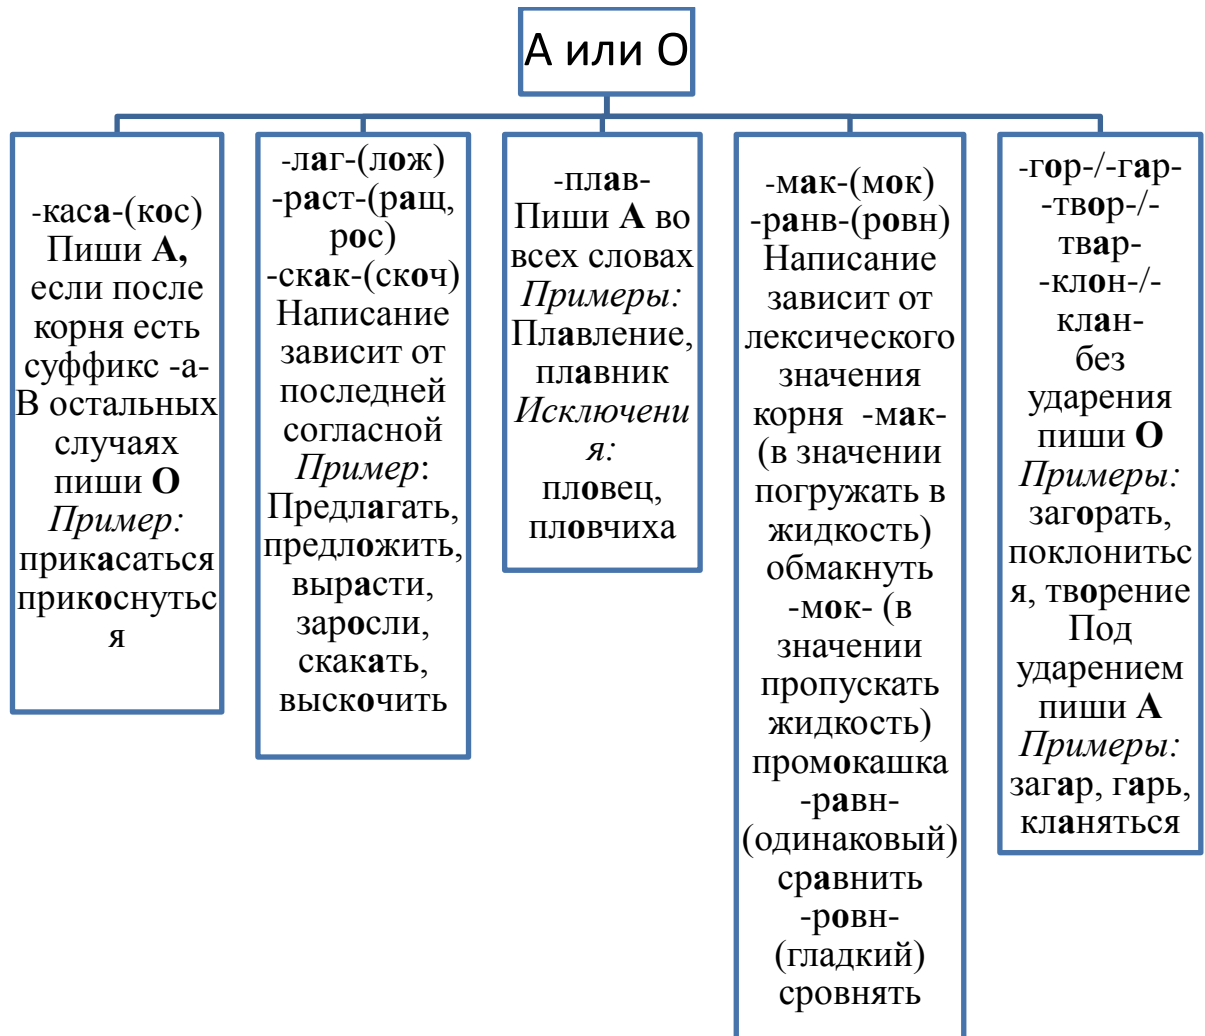 А или О
-каса-(кос)
Пиши А,
если после
корня есть
суффикс -а-
В остальных
случаях
пиши О
Пример:
прикасаться
прикоснутьс
я
-лаг-(лож)
-раст-(ращ,
рос)
-скак-(скоч)
Написание
зависит от
последней
согласной
Пример:
Предлагать,
предложить,
вырасти,
заросли,
скакать,
выскочить
-плав-
Пиши А во
всех словах
Примеры:
Плавление,
плавник
Исключени
я:
пловец,
пловчиха
-мак-(мок)
-ранв-(ровн)
Написание
зависит от
лексического
значения
корня -мак-
(в значении
погружать в
жидкость)
обмакнуть
-мок- (в
значении
пропускать
жидкость)
промокашка
-равн-
(одинаковый)
сравнить
-ровн-
(гладкий)
сровнять
-гор-/-гар-
-твор-/-
твар-
-клон-/-
клан-
без
ударения
пиши О
Примеры:
загорать,
поклонитьс
я, творение
Под
ударением
пиши А
Примеры:
загар, гарь,
кланяться